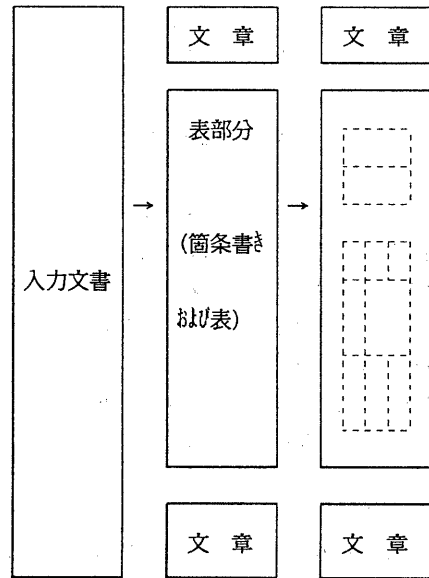 文 章
文 章
表部分
(箇条書き
および表)
入力文書
→
→
文 章
文 章